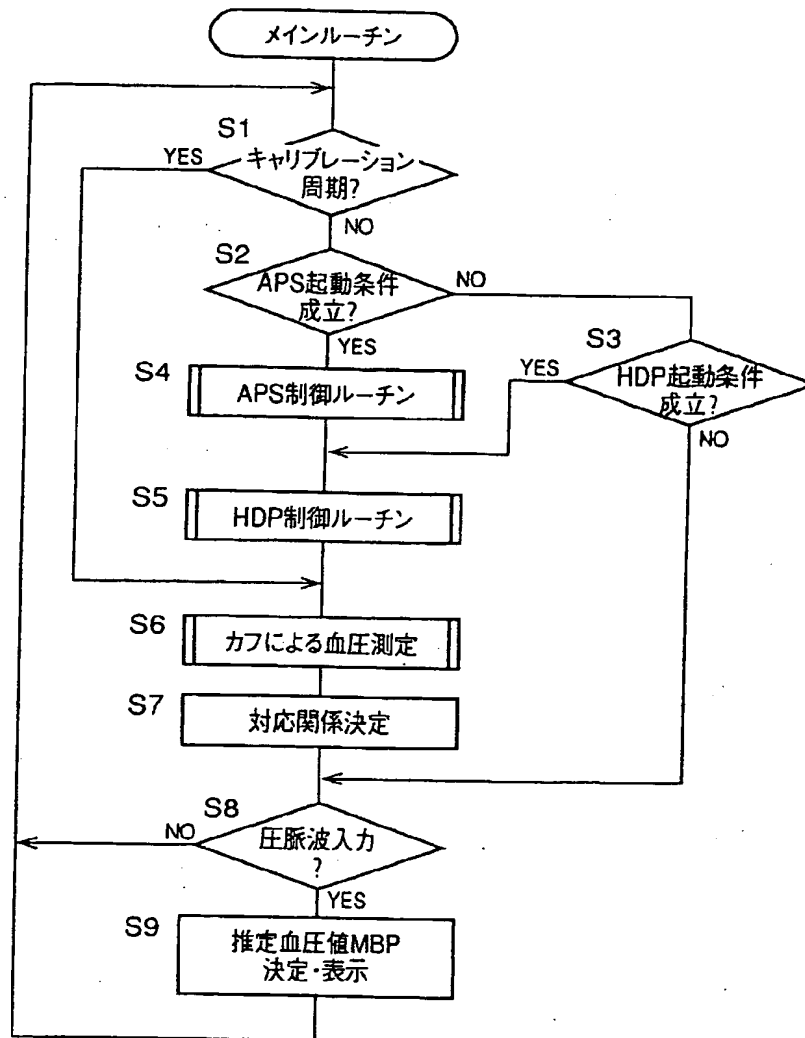 メインルーチン
S1
YES
キャリブレーション
周期?
NO
S2
APS起動条件
成立?
NO
YES
S3
YES
HDP起動条件
成立?
NO
S4
APS制御ルーチン
S5
HDP制御ルーチン
S6
カフによる血圧測定
S7
対応関係決定
S8
NO
圧脈波入力
?
YES
S9
推定血圧値MBP
決定・表示